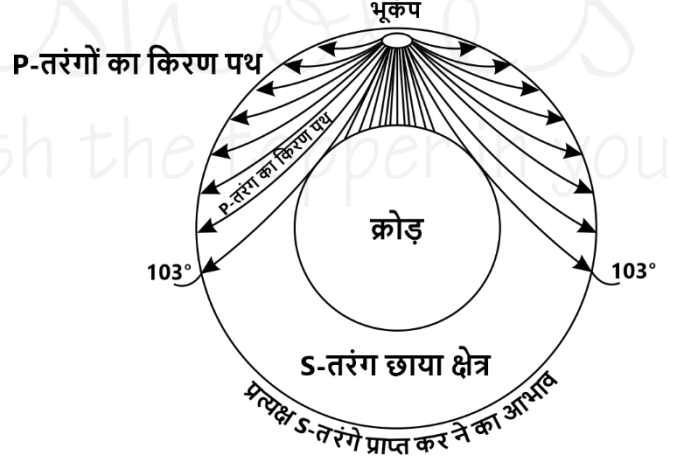 भूकंप
P-तरंगों का किरण पथ
P-तरंग का किरण पथ
क्रोड़
103°
103°
S-तरंग छाया क्षेत्र
प्रत्यक्ष S-तरंगे प्राप्त कर ने का आभाव